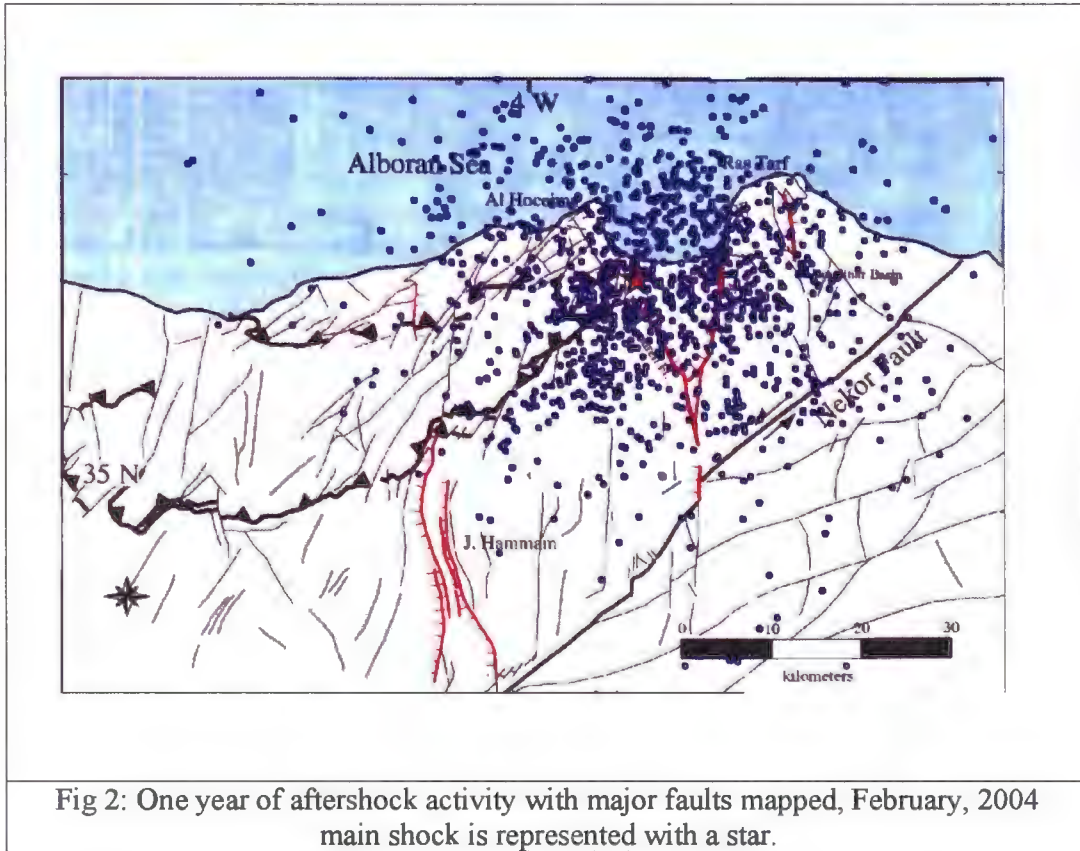 4 W
Alboran Sea
Ras Tarf
Al Hoceima
Basin
Nekor Fault
35 N
J. Hammam
0 10 20 30
kilometers
Fig 2: One year of aftershock activity with major faults mapped, February, 2004
main shock is represented with a star.